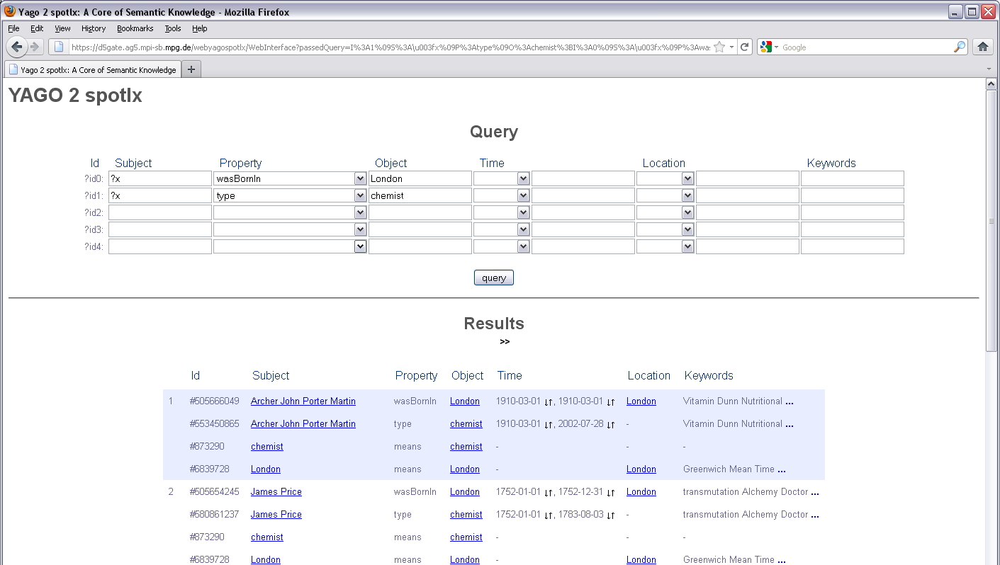 Yago 2 spotlx: A Core of Semantic Knowledge - Mozilla Firefox
File Edit View History Bookmarks Tools Help
https://d5gate.ag5.mpi-sb.mpg.de/webyagospotlx/WebInterface?passedQuery=I%3A1%095%3A\u003fx%09P%3Atype%09O%3Achemist%3BI%3A0%095%3A\u003fx%09P%3Awa: Google
Yago 2 spotlx: A Core of Semantic Knowledge +
YAGO 2 spotlx
Query
Id Subject Property Object Time Location Keywords
?id0: ?x wasBornIn London
?id1: ?x type chemist
?id2:
?id3:
?id4:
query
Results
>>
Id Subject Property Object Time Location Keywords
1 #505666049 Archer John Porter Martin wasBornIn London 1910-03-01 ↓↑, 1910-03-01 ↓↑ London Vitamin Dunn Nutritional ...
#553450865 Archer John Porter Martin type chemist 1910-03-01 ↓↑, 2002-07-28 ↓↑ - Vitamin Dunn Nutritional ...
#873290 chemist means chemist - - -
#6839728 London means London - London Greenwich Mean Time ...
2 #505654245 James Price wasBornIn London 1752-01-01 ↓↑, 1752-12-31 ↓↑ London transmutation Alchemy Doctor ...
#580861237 James Price type chemist 1752-01-01 ↓↑, 1783-08-03 ↓↑ - transmutation Alchemy Doctor ...
#873290 chemist means chemist - - -
#6839728 London means London - London Greenwich Mean Time ...